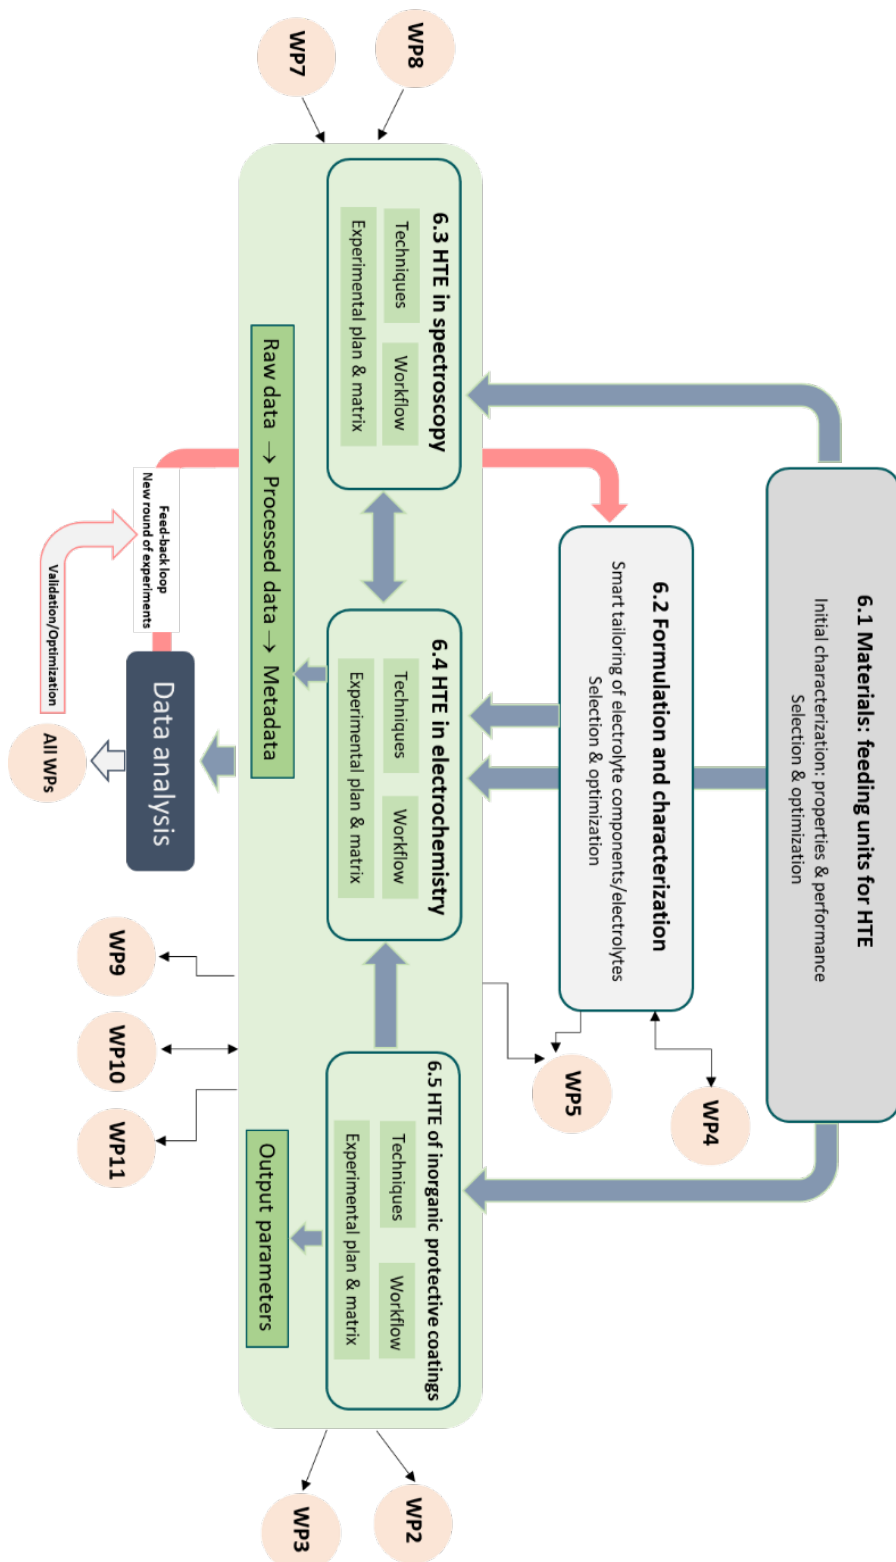 6.1 Materials: feeding units for HTE
Initial characterization: properties & performance
Selection & optimization
WP4
6.2 Formulation and characterization
Smart tailoring of electrolyte components/electrolytes
Selection & optimization
WP5
WP8
WP7
6.3 HTE in spectroscopy
Techniques
Workflow
Experimental plan & matrix
6.4 HTE in electrochemistry
Techniques
Workflow
Experimental plan & matrix
6.5 HTE of inorganic protective coatings
Techniques
Workflow
Experimental plan & matrix
WP2
WP3
Raw data → Processed data → Metadata
Output parameters
Feed-back loop
New round of experiments
Data analysis
Validation/Optimization
All WPs
WP9
WP10
WP11